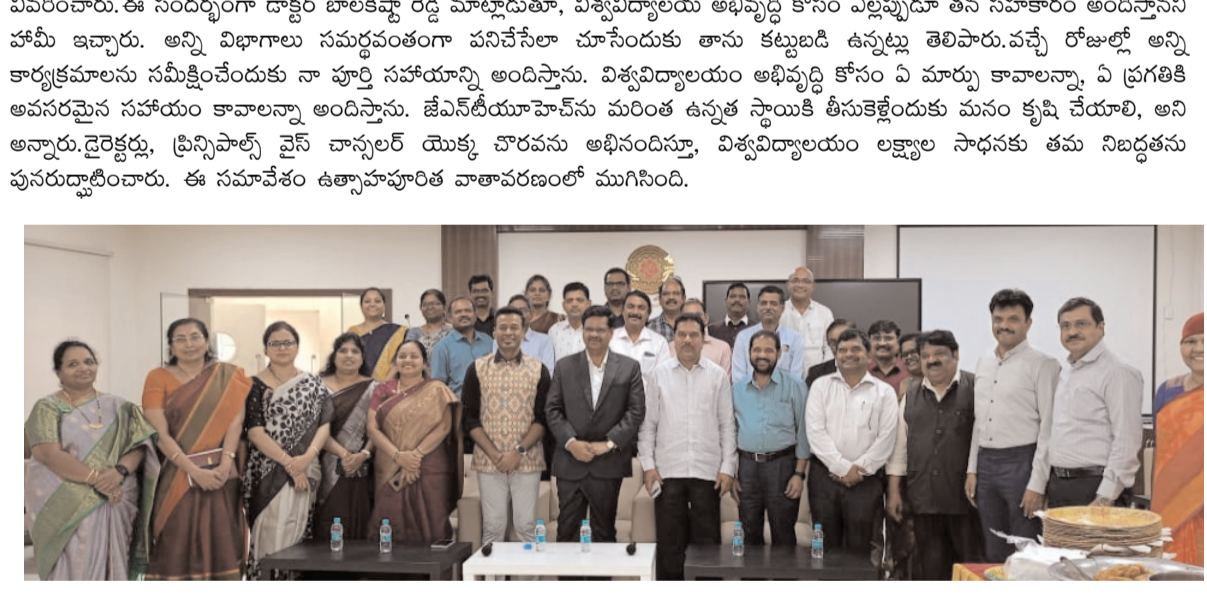 వివరించారు.ఈ సందర్భంగా డాక్టర్ బాలకిష్టా రెడ్డి మాట్లాడుతూ, విశ్వవిద్యాలయ అభివృద్ధి కోసం ఎల్లప్పుడూ తన సహకారం అందిస్తానని
హామీ ఇచ్చారు. అన్ని విభాగాలు సమర్థవంతంగా పనిచేసేలా చూసేందుకు తాను కట్టుబడి ఉన్నట్లు తెలిపారు.వచ్చే రోజుల్లో అన్ని
కార్యక్రమాలను సమీక్షించేందుకు నా పూర్తి సహాయాన్ని అందిస్తాను. విశ్వవిద్యాలయం అభివృద్ధి కోసం ఏ మార్పు కావాలన్నా, ఏ ప్రగతికి
అవసరమైన సహాయం కావాలన్నా అందిస్తాను. జేఎన్‌టీయూహెచ్‌ను మరింత ఉన్నత స్థాయికి తీసుకెళ్లేందుకు మనం కృషి చేయాలి, అని
అన్నారు.డైరెక్టర్లు, ప్రిన్సిపాల్స్ వైస్ చాన్సలర్ యొక్క చొరవను అభినందిస్తూ, విశ్వవిద్యాలయం లక్ష్యాల సాధనకు తమ నిబద్ధతను
పునరుద్ఘాటించారు. ఈ సమావేశం ఉత్సాహపూరిత వాతావరణంలో ముగిసింది.